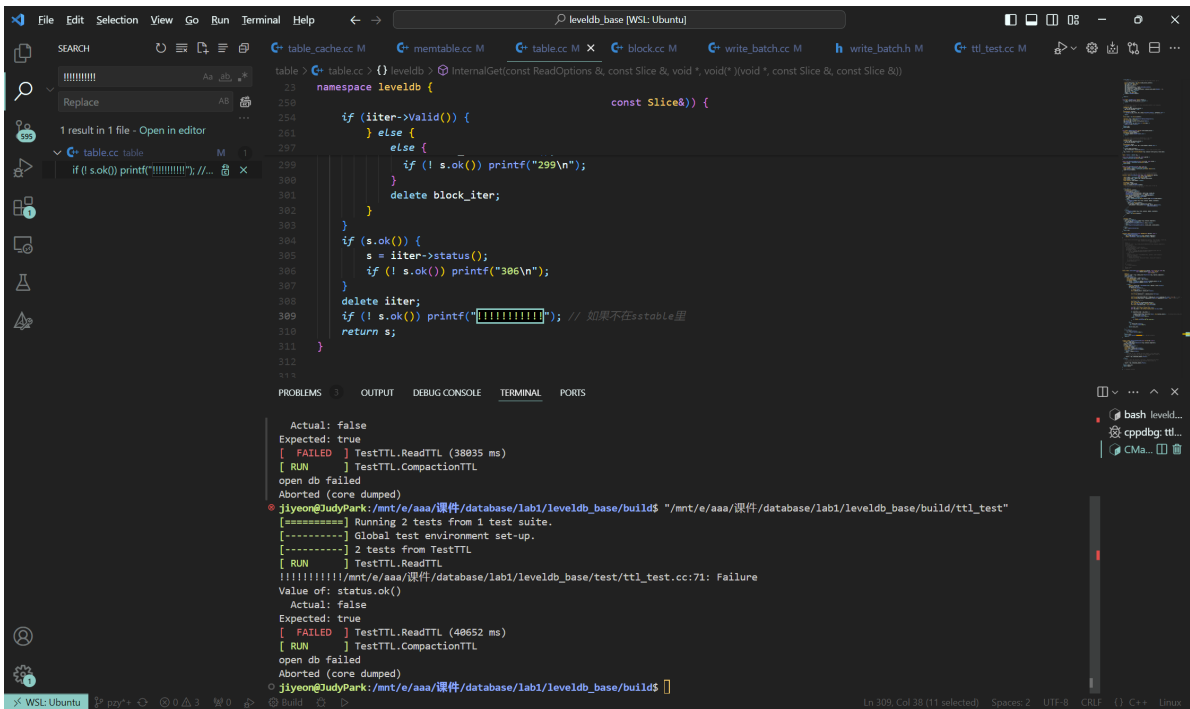 File Edit Selection View Go Run Terminal Help
leveldb_base [WSL: Ubuntu]
SEARCH
!!!!!!!!!!!
Aa ab .*
Replace
AB
1 result in 1 file - Open in editor
table.cc table M 1
if (! s.ok()) printf("!!!!!!!!!!!"); //...
595
1
1
table_cache.cc M
memtable.cc M
table.cc M
block.cc M
write_batch.cc M
h write_batch.h M
ttl_test.cc M
table > table.cc > {} leveldb > InternalGet(const ReadOptions &, const Slice &, void *, void(* )(void *, const Slice &, const Slice &))
23 namespace leveldb {
250 const Slice&)) {
254 if (iiter->Valid()) {
261 } else {
297 else {
299 if (! s.ok()) printf("299\n");
300 }
301 delete block_iter;
302 }
303 }
304 if (s.ok()) {
305 s = iiter->status();
306 if (! s.ok()) printf("306\n");
307 }
308 delete iiter;
309 if (! s.ok()) printf("!!!!!!!!!!!"); // 如果不在sstable里
310 return s;
311 }
312
313
PROBLEMS 3 OUTPUT DEBUG CONSOLE TERMINAL PORTS
Actual: false
Expected: true
[ FAILED ] TestTTL.ReadTTL (38035 ms)
[ RUN ] TestTTL.CompactionTTL
open db failed
Aborted (core dumped)
jiyeon@JudyPark:/mnt/e/aaa/课件/database/lab1/leveldb_base/build$ "/mnt/e/aaa/课件/database/lab1/leveldb_base/build/ttl_test"
[==========] Running 2 tests from 1 test suite.
[----------] Global test environment set-up.
[----------] 2 tests from TestTTL
[ RUN ] TestTTL.ReadTTL
!!!!!!!!!!!/mnt/e/aaa/课件/database/lab1/leveldb_base/test/ttl_test.cc:71: Failure
Value of: status.ok()
Actual: false
Expected: true
[ FAILED ] TestTTL.ReadTTL (40652 ms)
[ RUN ] TestTTL.CompactionTTL
open db failed
Aborted (core dumped)
jiyeon@JudyPark:/mnt/e/aaa/课件/database/lab1/leveldb_base/build$
bash leveld...
cppdbg: ttl...
CMa...
WSL: Ubuntu pzy*+ 0 3 0 Build
Ln 309, Col 38 (11 selected) Spaces: 2 UTF-8 CRLF {} C++ Linux